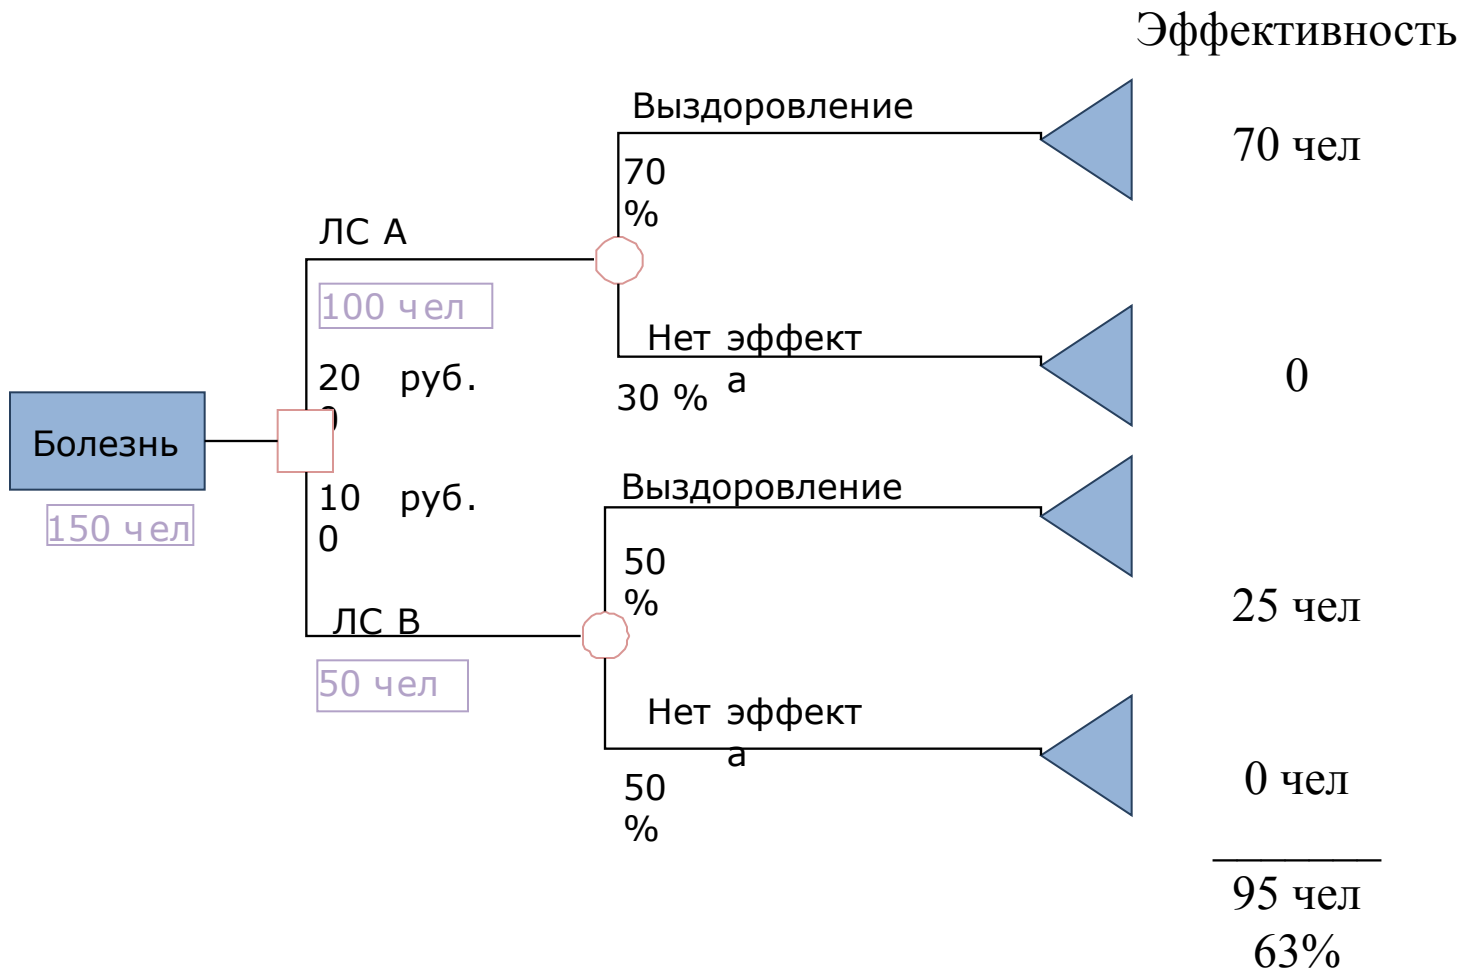 Эффективность
Выздоровление
70 чел
70
%
ЛС А
100 чел
Нет эффект
а
30 %
0
20
0
руб.
Болезнь
150 чел
10
0
руб.
Выздоровление
50
%
25 чел
ЛС В
50 чел
Нет эффект
а
50
%
0 чел
95 чел
63%